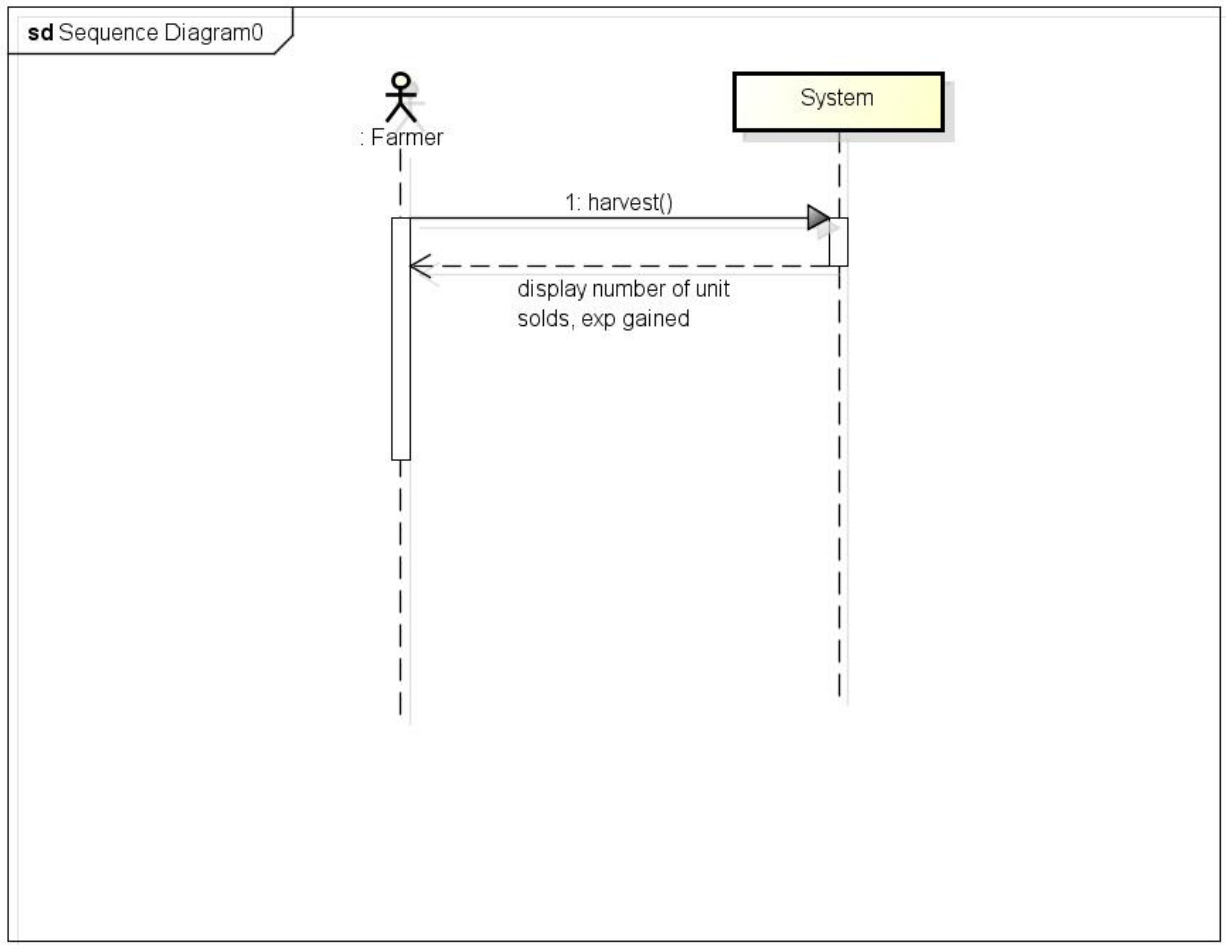 sd Sequence Diagram0
: Farmer
System
1: harvest()
display number of unit
solds, exp gained